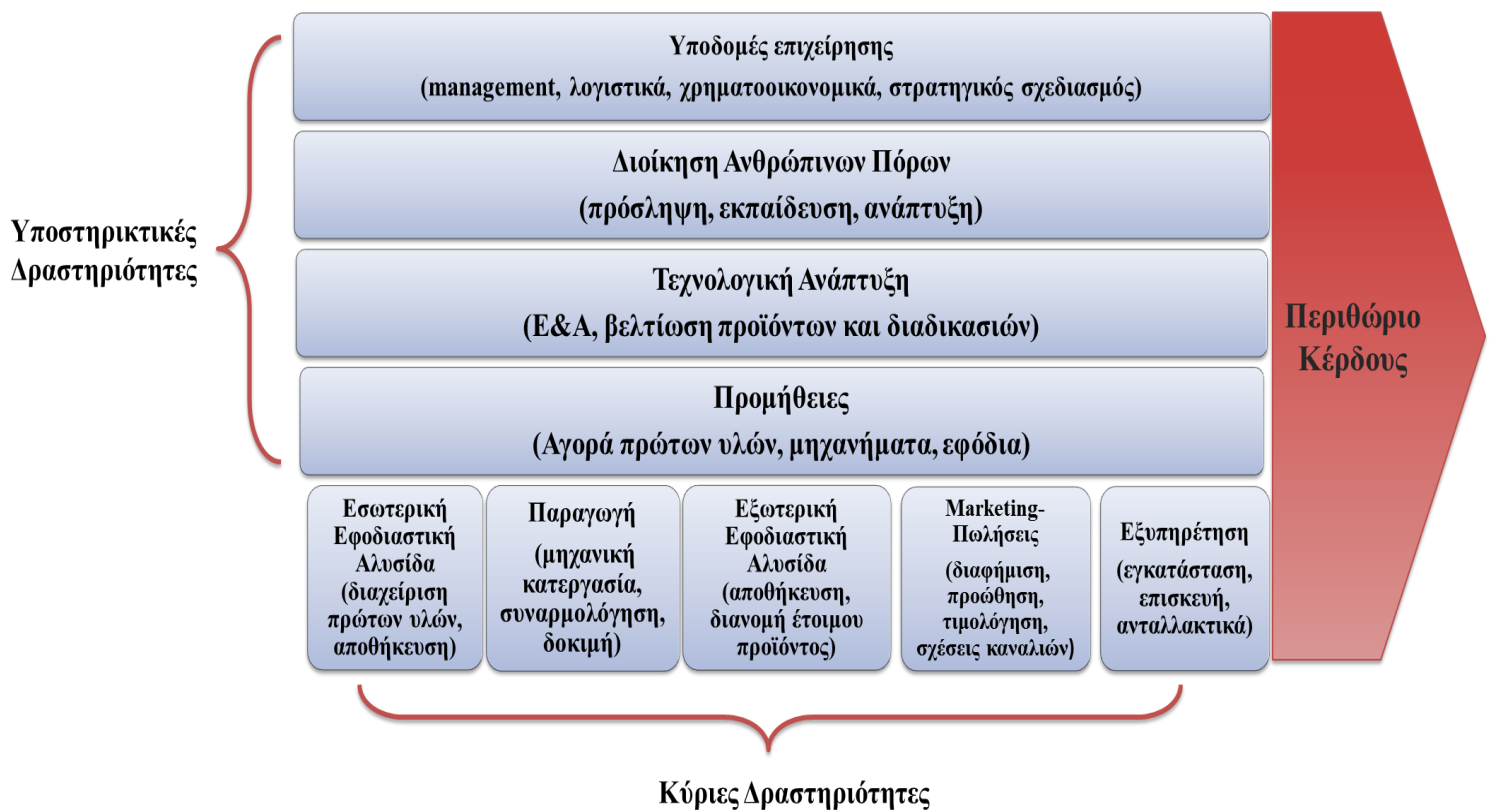 Υποδομές επιχείρησης
(management, λογιστικά, χρηματοοικονομικά, στρατηγικός σχεδιασμός)
Διοίκηση Ανθρώπινων Πόρων
(πρόσληψη, εκπαίδευση, ανάπτυξη)
Υποστηρικτικές
Δραστηριότητες
Τεχνολογική Ανάπτυξη
(Ε&Α, βελτίωση προϊόντων και διαδικασιών)
Προμήθειες
(Αγορά πρώτων υλών, μηχανήματα, εφόδια)
Περιθώριο
Κέρδους
Εσωτερική
Εφοδιαστική
Αλυσίδα
(διαχείριση
πρώτων υλών,
αποθήκευση)
Παραγωγή
(μηχανική
κατεργασία,
συναρμολόγηση,
δοκιμή)
Εξωτερική
Εφοδιαστική
Αλυσίδα
(αποθήκευση,
διανομή έτοιμου
προϊόντος)
Marketing-
Πωλήσεις
(διαφήμιση,
προώθηση,
τιμολόγηση,
σχέσεις καναλιών)
Εξυπηρέτηση
(εγκατάσταση,
επισκευή,
ανταλλακτικά)
Κύριες Δραστηριότητες